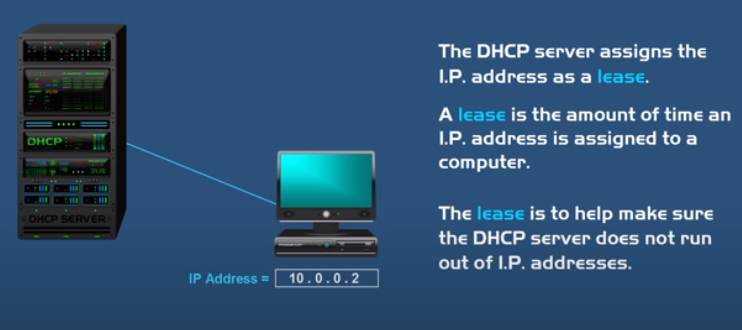 The DHCP server assigns the
I.P. address as a lease.
A lease is the amount of time an
I.P. address is assigned to a
computer.
The lease is to help make sure
the DHCP server does not run
out of I.P. addresses.
DHCP
DHCP SERVER
IP Address = 10.0.0.2